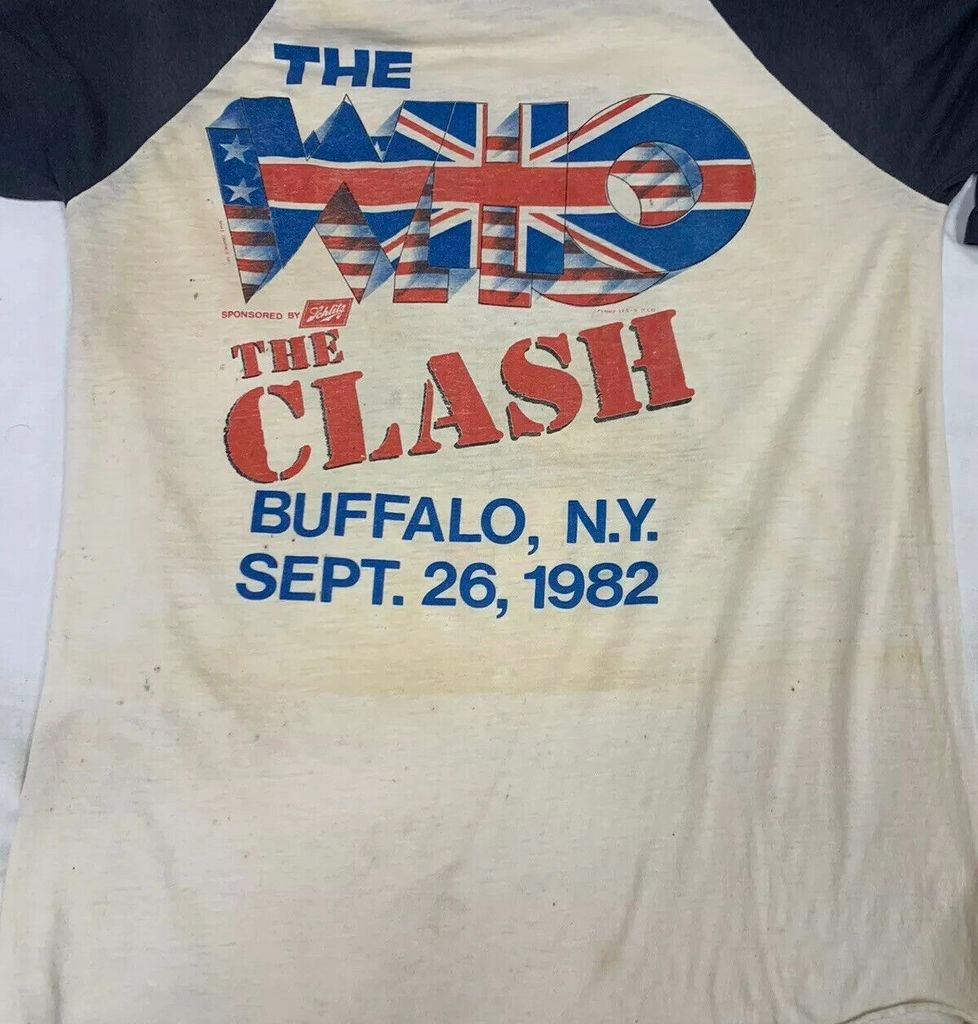 THE
WHO
SPONSORED BY Schlitz
THE
CLASH
BUFFALO, N.Y.
SEPT. 26, 1982